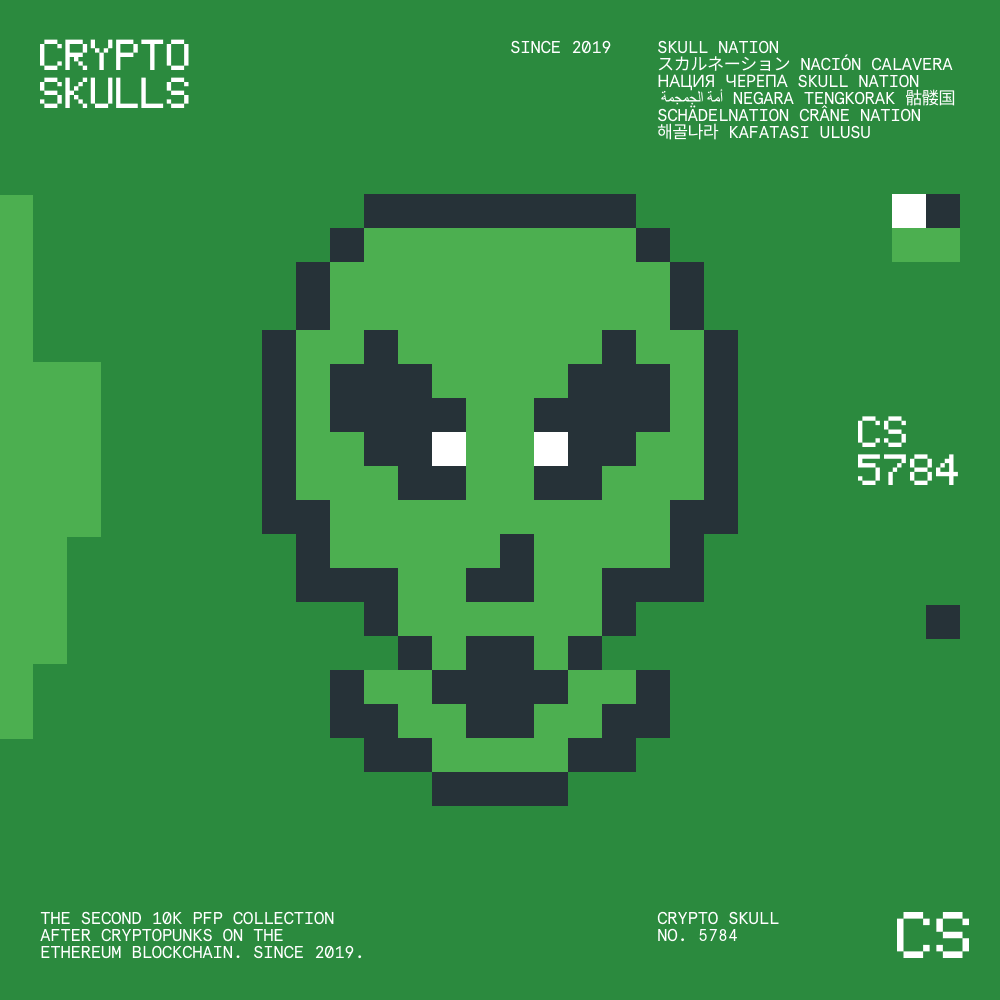 CRYPTO
SKULLS
SINCE 2019
SKULL NATION
スカルネーション NACIÓN CALAVERA
НАЦИЯ ЧЕРЕПА SKULL NATION
أمة الجمجمة NEGARA TENGKORAK 骷髅国
SCHÄDELNATION CRÂNE NATION
해골나라 KAFATASI ULUSU
CS
5784
THE SECOND 10K PFP COLLECTION
AFTER CRYPTOPUNKS ON THE
ETHEREUM BLOCKCHAIN. SINCE 2019.
CRYPTO SKULL
NO. 5784
CS